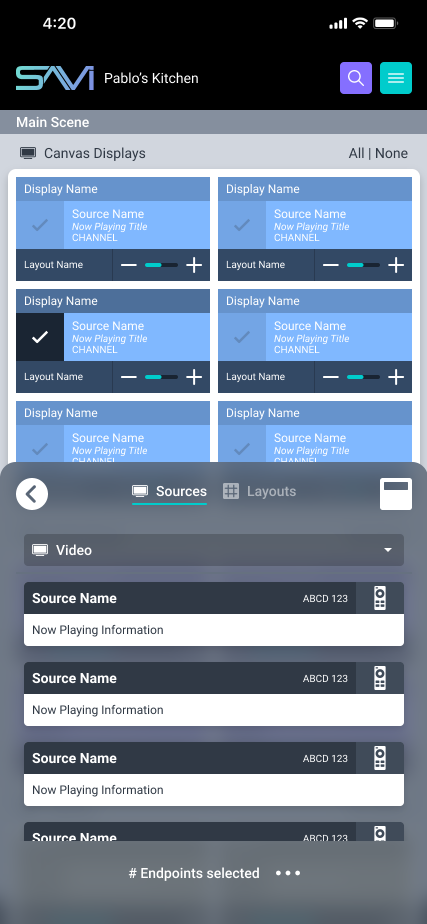 4:20
SAVI Pablo's Kitchen
Main Scene
Canvas Displays All | None
Display Name Display Name
Source Name Source Name
Now Playing Title Now Playing Title
CHANNEL CHANNEL
Layout Name Layout Name
Display Name Display Name
Source Name Source Name
Now Playing Title Now Playing Title
CHANNEL CHANNEL
Layout Name Layout Name
Display Name Display Name
Source Name Source Name
Now Playing Title Now Playing Title
CHANNEL CHANNEL
Sources Layouts
Video
Source Name ABCD 123
Now Playing Information
Source Name ABCD 123
Now Playing Information
Source Name ABCD 123
Now Playing Information
Source Name ABCD 123
# Endpoints selected